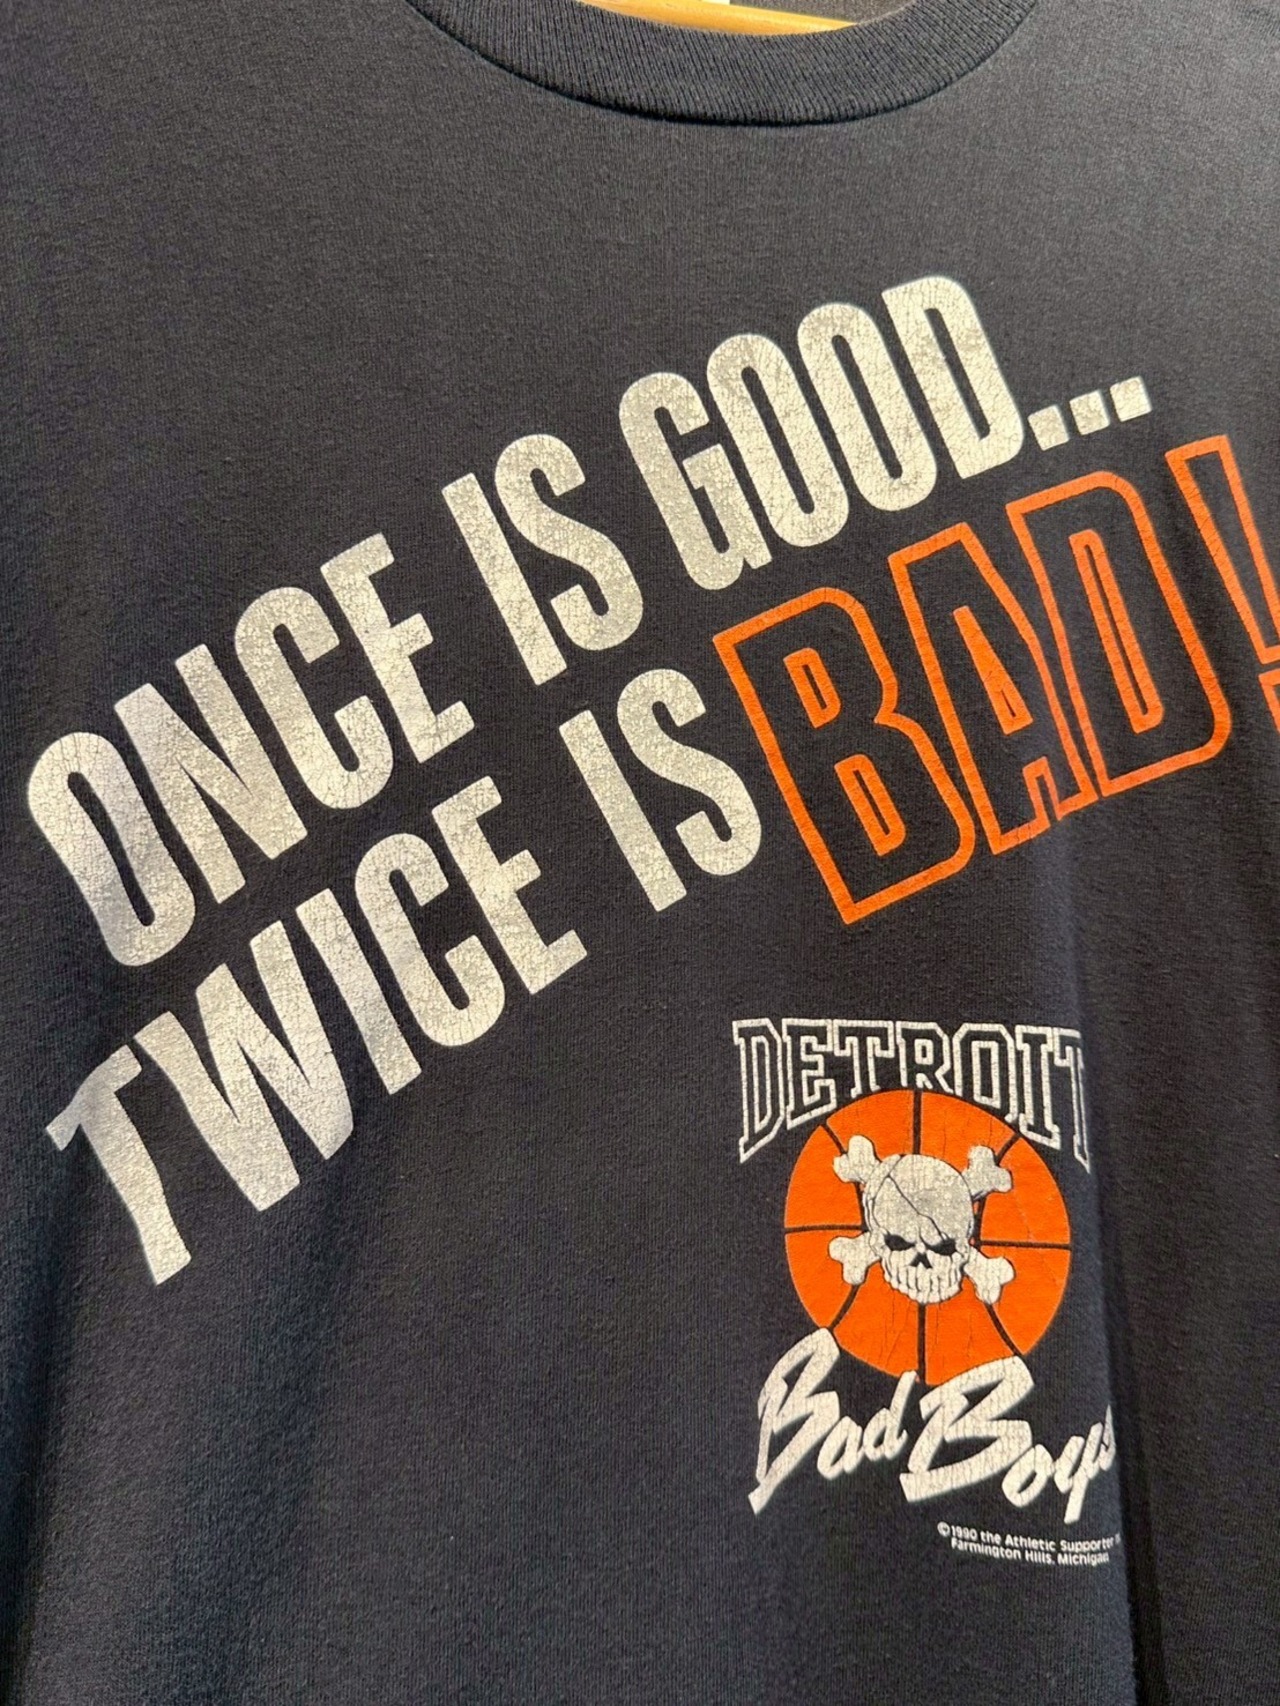 ONCE IS GOOD...
TWICE IS BAD!
DETROIT
Bad Boys
©1990 the Athletic Supporter
Farmington Hills, Michigan